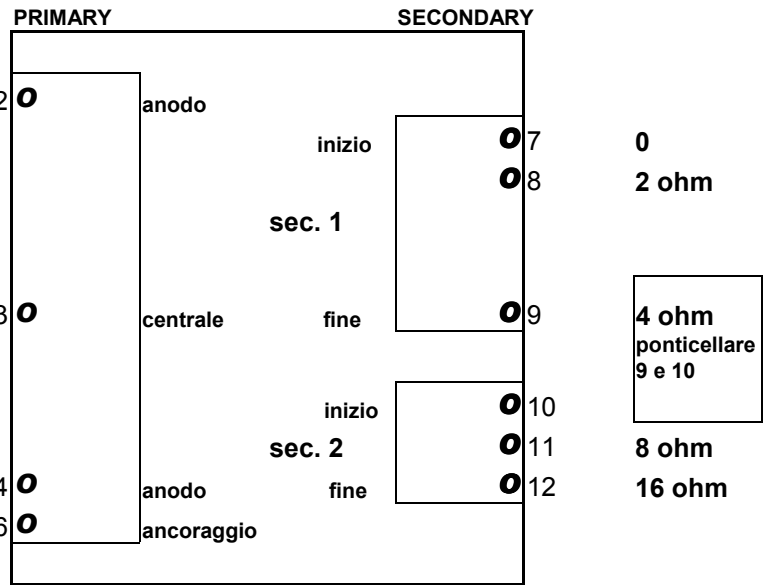 PRIMARY SECONDARY
2 o anodo
inizio o 7 0
o 8 2 ohm
sec. 1
3 o centrale fine o 9 4 ohm
ponticellare
9 e 10
inizio o 10
sec. 2 o 11 8 ohm
4 o anodo fine o 12 16 ohm
6 o ancoraggio